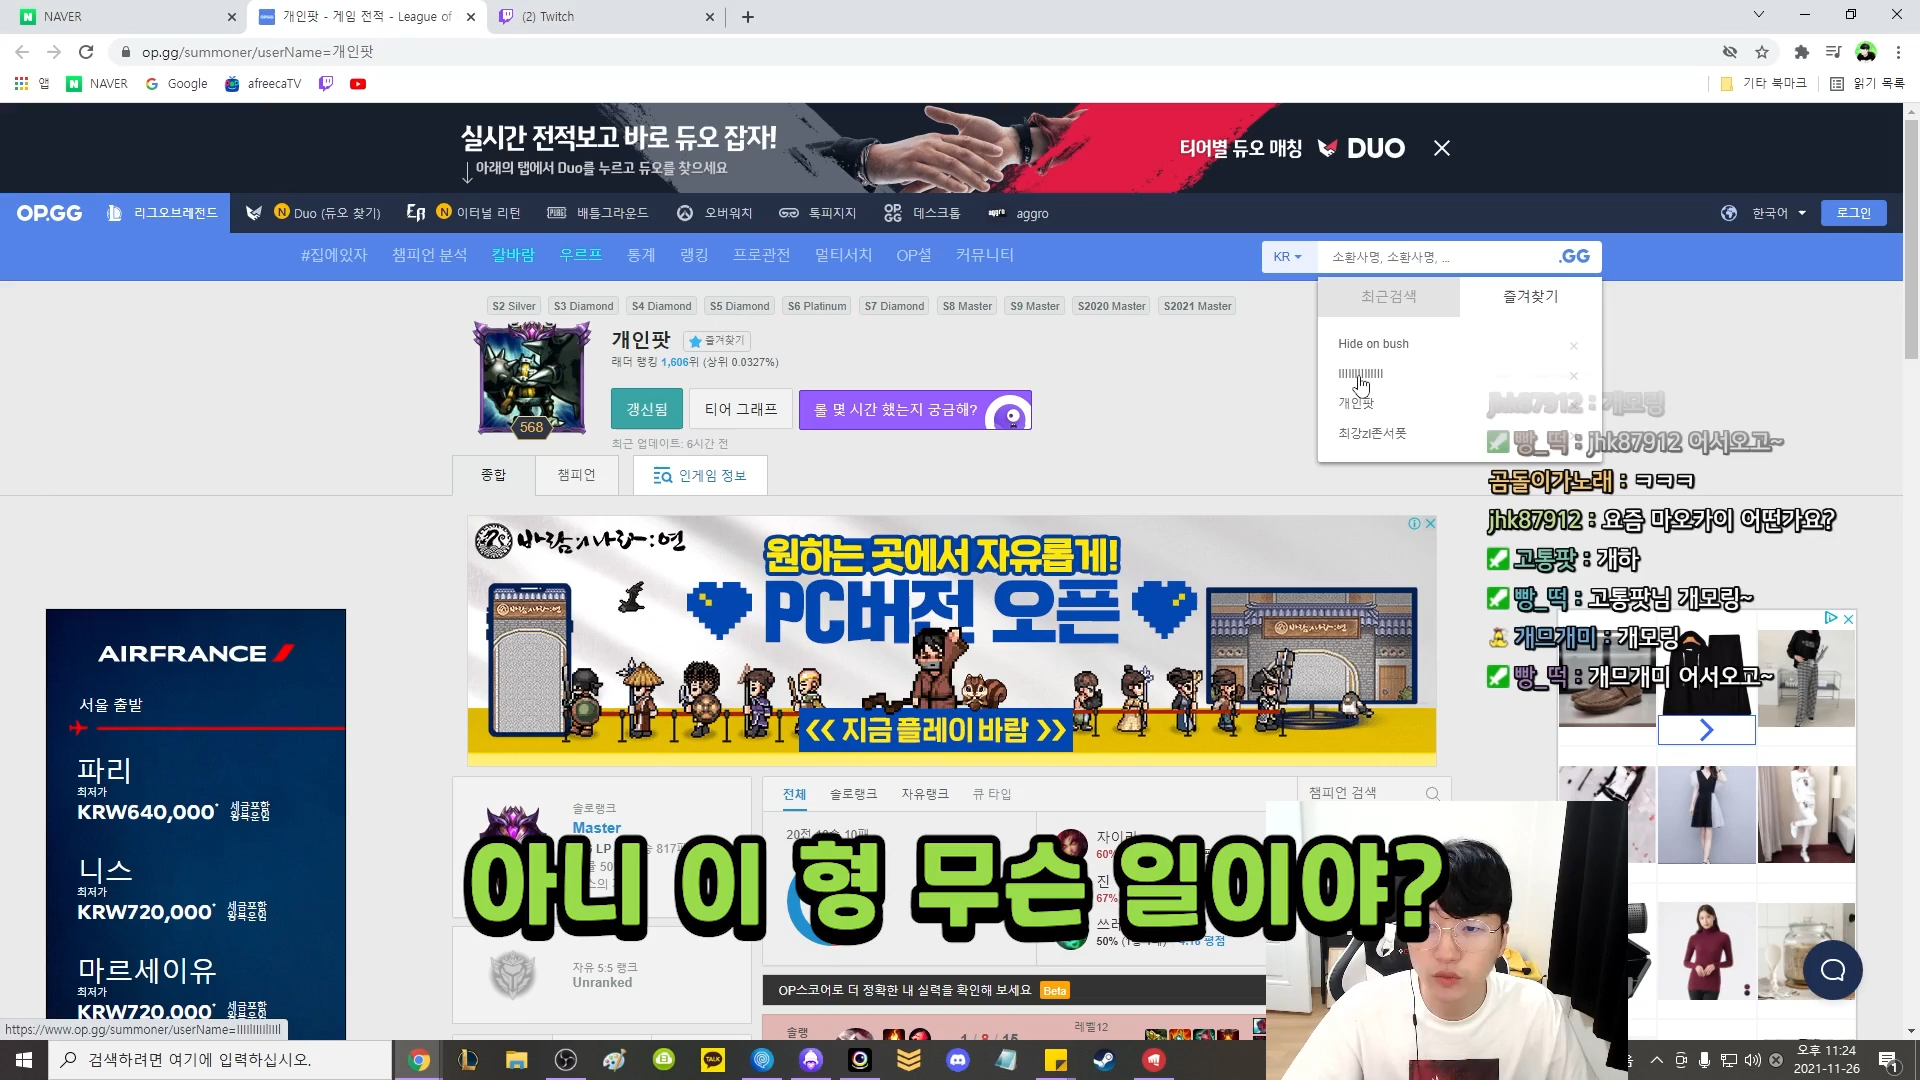 NAVER
개인팟 - 게임 전적 - League of
(2) Twitch
op.gg/summoner/userName=개인팟
앱
NAVER
Google
afreecaTV
기타 북마크
읽기 목록
실시간 전적보고 바로 듀오 잡자!
아래의 탭에서 Duo를 누르고 듀오를 찾으세요
티어별 듀오 매칭
DUO
OP.GG
리그오브레전드
Duo (듀오 찾기)
이터널 리턴
배틀그라운드
오버워치
톡피지지
데스크톱
aggro
한국어
로그인
#집에있자
챔피언 분석
칼바람
우르프
통계
랭킹
프로관전
멀티서치
OP셜
커뮤니티
KR
소환사명, 소환사명, ...
.GG
최근검색
즐겨찾기
Hide on bush
개인팟
최강zl존서폿
S2 Silver
S3 Diamond
S4 Diamond
S5 Diamond
S6 Platinum
S7 Diamond
S8 Master
S9 Master
S2020 Master
S2021 Master
개인팟
즐겨찾기
래더 랭킹 1,606위 (상위 0.0327%)
갱신됨
티어 그래프
롤 몇 시간 했는지 궁금해?
568
최근 업데이트: 6시간 전
종합
챔피언
인게임 정보
jhk87912 : 개모링
빵_떡 : jhk87912 어서오고~
곰돌이가노래 : ㅋㅋㅋ
jhk87912 : 요즘 마오카이 어떤가요?
고통팟 : 개하
빵_떡 : 고통팟님 개모링~
개므개미 : 개모링
빵_떡 : 개므개미 어서오고~
바람의나라:연
원하는 곳에서 자유롭게!
PC버전 오픈
<< 지금 플레이 바람 >>
AIRFRANCE
서울 출발
파리
최저가
KRW640,000*
세금포함
왕복운임
니스
최저가
KRW720,000*
세금포함
왕복운임
마르세이유
최저가
KRW720,000*
세금포함
솔로랭크
Master
자유 5:5 랭크
Unranked
전체
솔로랭크
자유랭크
큐 타입
챔피언 검색
진
67%
아니 이 형 무슨 일이야?
OP스코어로 더 정확한 내 실력을 확인해 보세요
Beta
솔랭
1 / 8 / 15
레벨12
검색하려면 여기에 입력하십시오.
오후 11:24
2021-11-26